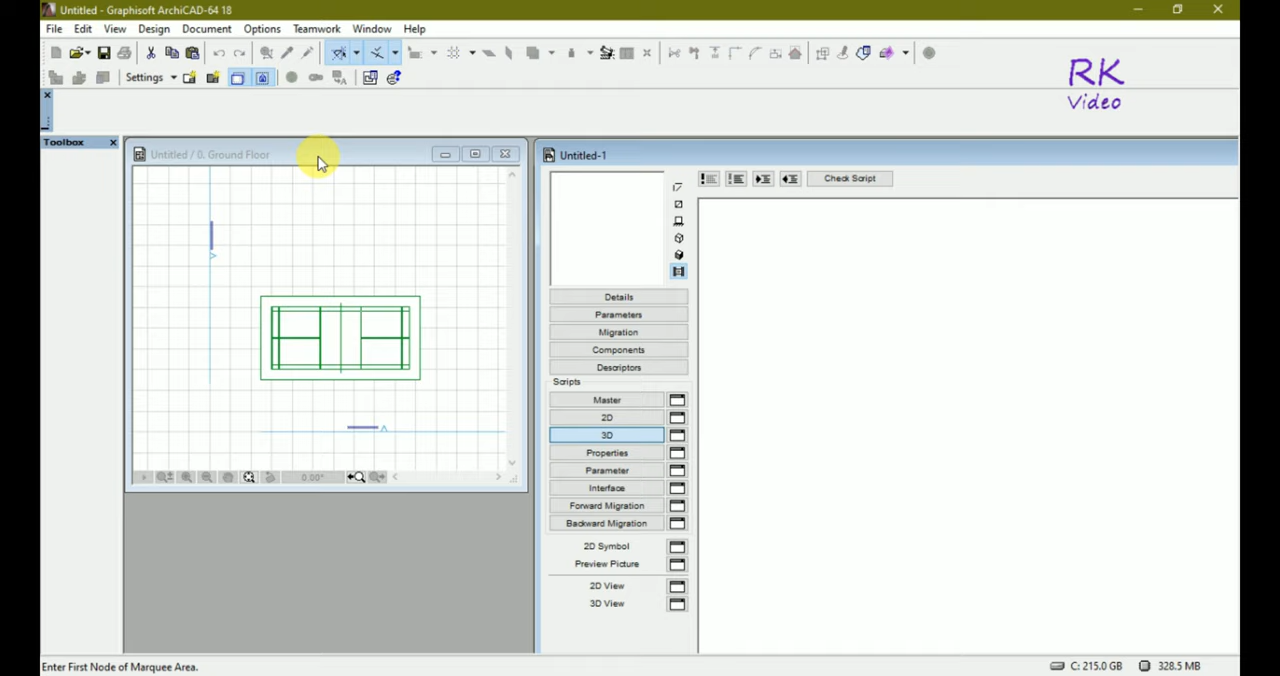 Untitled - Graphisoft ArchiCAD-64 18
File Edit View Design Document Options Teamwork Window Help
Settings
RK
Video
Toolbox
Untitled / 0. Ground Floor
Untitled-1
Check Script
Details
Parameters
Migration
Components
Descriptors
Scripts
Master
2D
3D
Properties
Parameter
Interface
Forward Migration
Backward Migration
2D Symbol
Preview Picture
2D View
3D View
0.00°
Enter First Node of Marquee Area.
C: 215.0 GB
328.5 MB